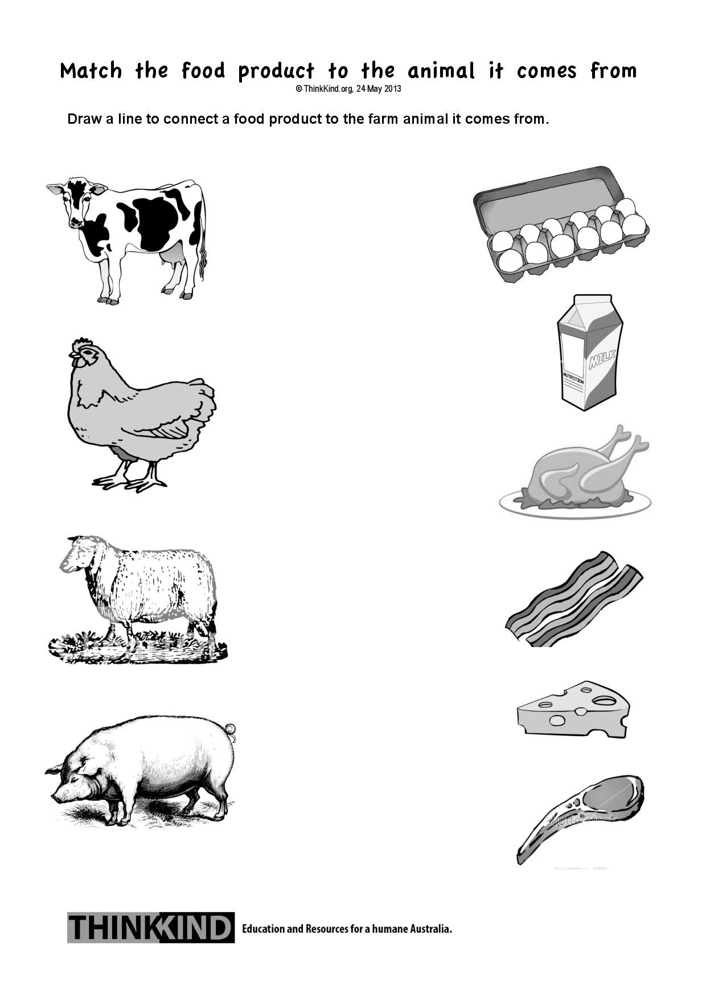 Match the food product to the animal it comes from
© ThinkKind.org, 24 May 2013
Draw a line to connect a food product to the farm animal it comes from.
MILK
NUTRITION
shutterstock
THINKKIND Education and Resources for a humane Australia.